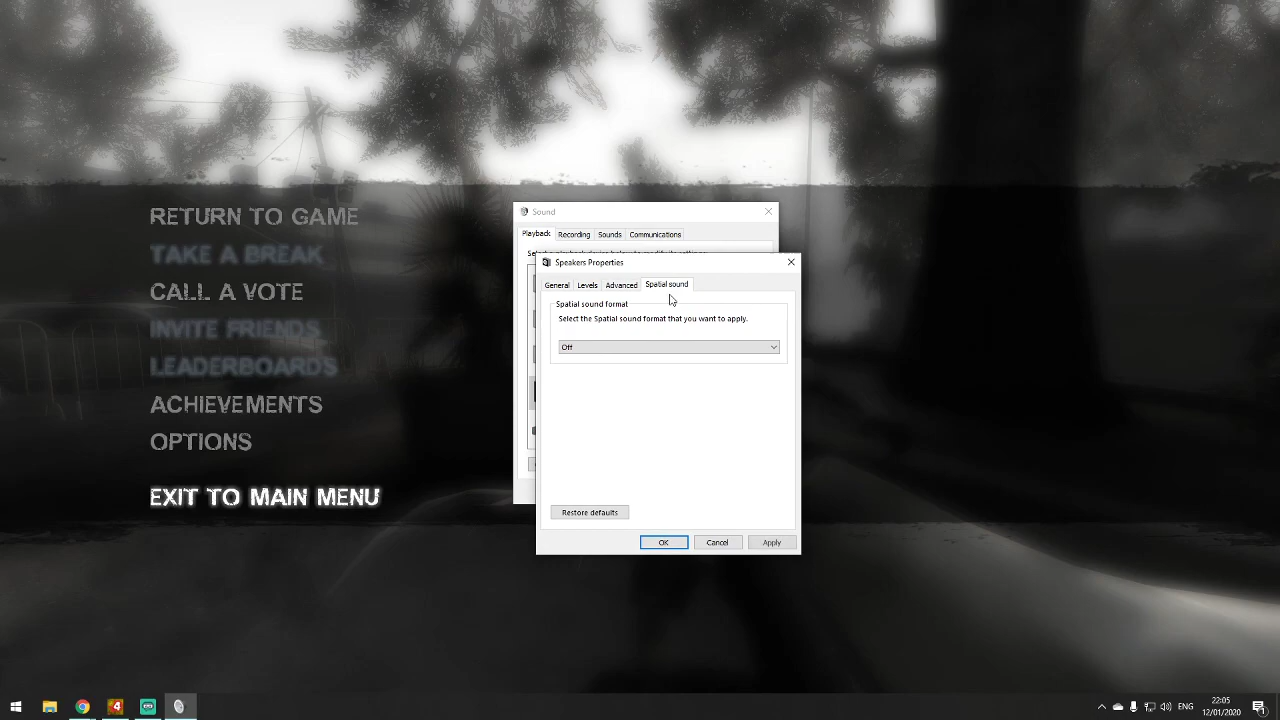 Sound
Playback Recording Sounds Communications
Speakers Properties
General Levels Advanced Spatial sound
Spatial sound format
Select the Spatial sound format that you want to apply.
Off
Restore defaults
OK Cancel Apply
RETURN TO GAME
TAKE A BREAK
CALL A VOTE
INVITE FRIENDS
LEADERBOARDS
ACHIEVEMENTS
OPTIONS
EXIT TO MAIN MENU
4
ENG
22:05
12/01/2020